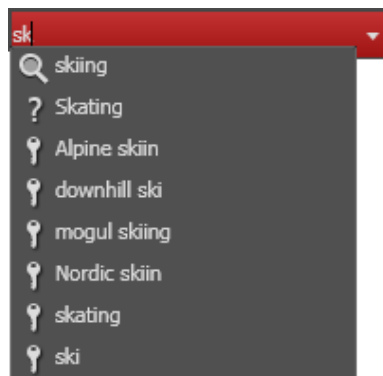 sk
skiing
? Skating
Alpine skiin
downhill ski
mogul skiing
Nordic skiin
skating
ski